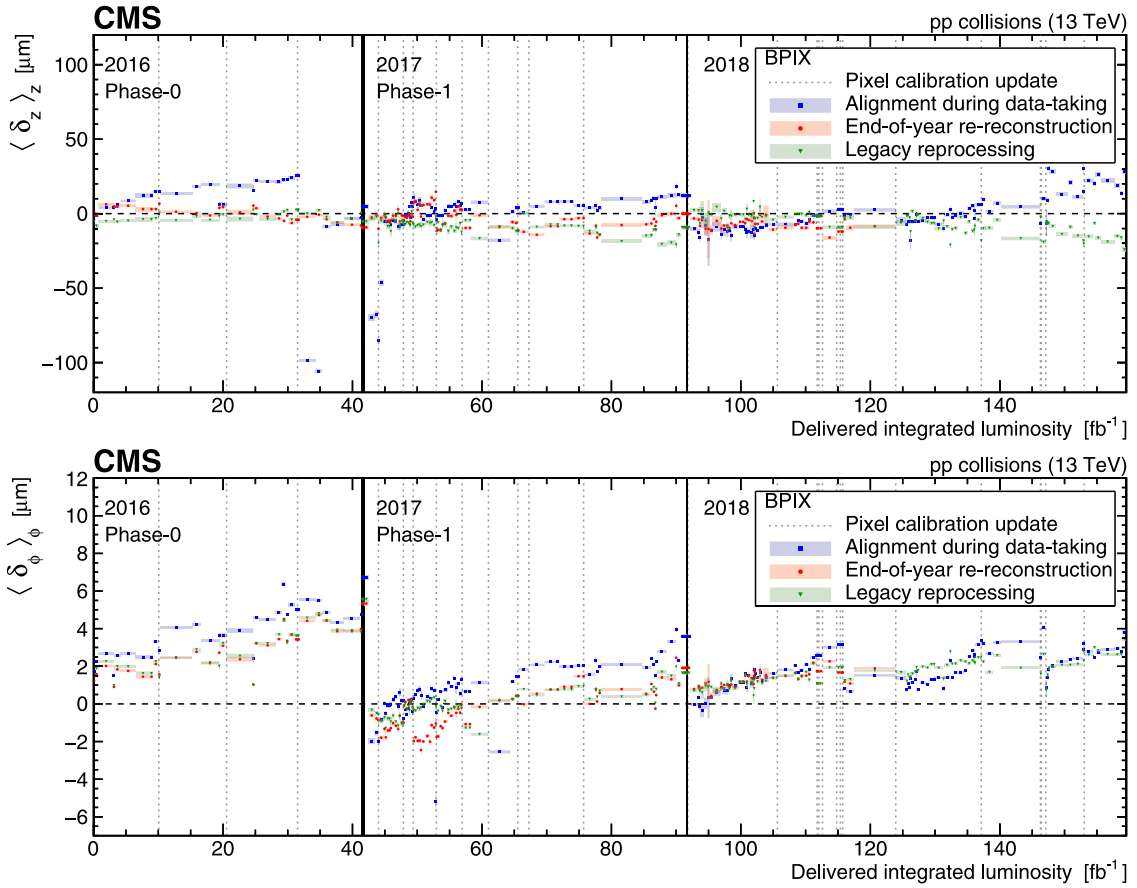 CMS
pp collisions (13 TeV)
⟨ δz ⟩z [μm]
100
50
0
−50
−100
2016
Phase-0
2017
Phase-1
2018
BPIX
Pixel calibration update
Alignment during data-taking
End-of-year re-reconstruction
Legacy reprocessing
0 20 40 60 80 100 120 140
Delivered integrated luminosity [fb⁻¹]
CMS
pp collisions (13 TeV)
⟨ δϕ ⟩ϕ [μm]
12
10
8
6
4
2
0
−2
−4
−6
2016
Phase-0
2017
Phase-1
2018
BPIX
Pixel calibration update
Alignment during data-taking
End-of-year re-reconstruction
Legacy reprocessing
0 20 40 60 80 100 120 140
Delivered integrated luminosity [fb⁻¹]